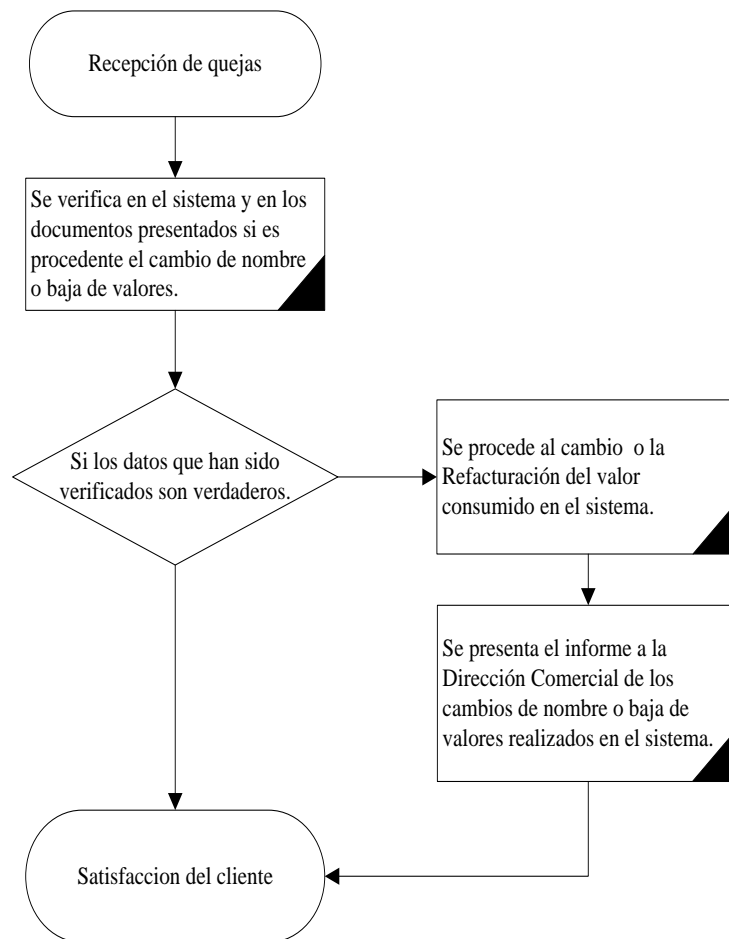 Recepción de quejas
Se verifica en el sistema y en los
documentos presentados si es
procedente el cambio de nombre
o baja de valores.
Si los datos que han sido
verificados son verdaderos.
Se procede al cambio o la
Refacturación del valor
consumido en el sistema.
Se presenta el informe a la
Dirección Comercial de los
cambios de nombre o baja de
valores realizados en el sistema.
Satisfaccion del cliente